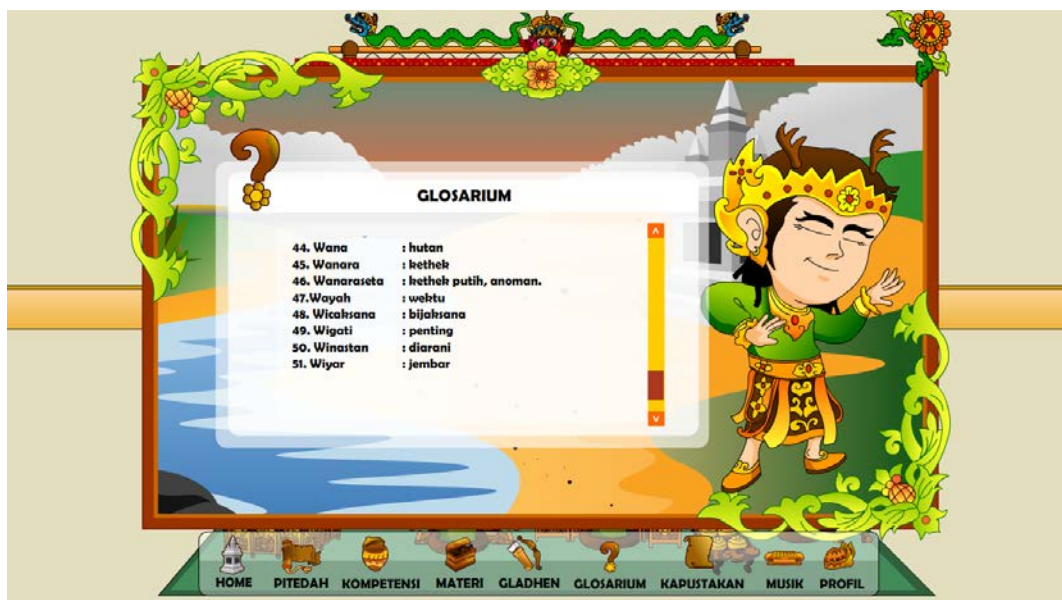 X
GLOSARIUM
44. Wana : hutan
45. Wanara : kethek
46. Wanaraseta : kethek putih, anoman.
47.Wayah : wektu
48. Wicaksana : bijaksana
49. Wigati : penting
50. Winastan : diarani
51. Wiyar : jembar
HOME PITEDAH KOMPETENSI MATERI GLADHEN GLOSARIUM KAPUSTAKAN MUSIK PROFIL